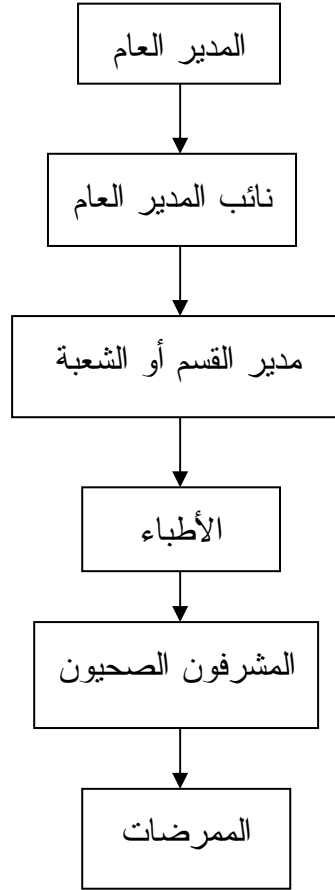 المدير العام
نائب المدير العام
مدير القسم أو الشعبة
الأطباء
المشرفون الصحيون
الممرضات